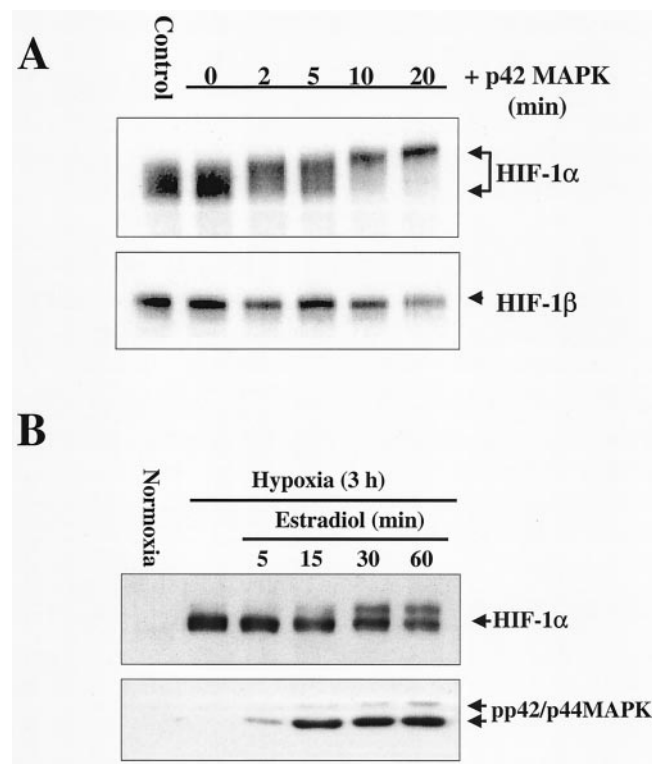 A
Control
0 2 5 10 20 + p42 MAPK
(min)
HIF-1α
HIF-1β
B
Normoxia
Hypoxia (3 h)
Estradiol (min)
5 15 30 60
HIF-1α
pp42/p44MAPK